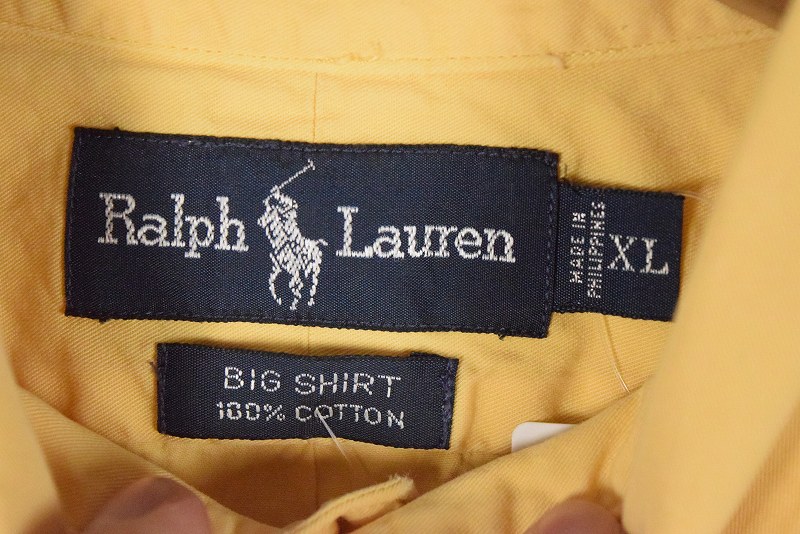 Ralph Lauren
MADE IN
PHILIPPINES
XL
BIG SHIRT
100% COTTON